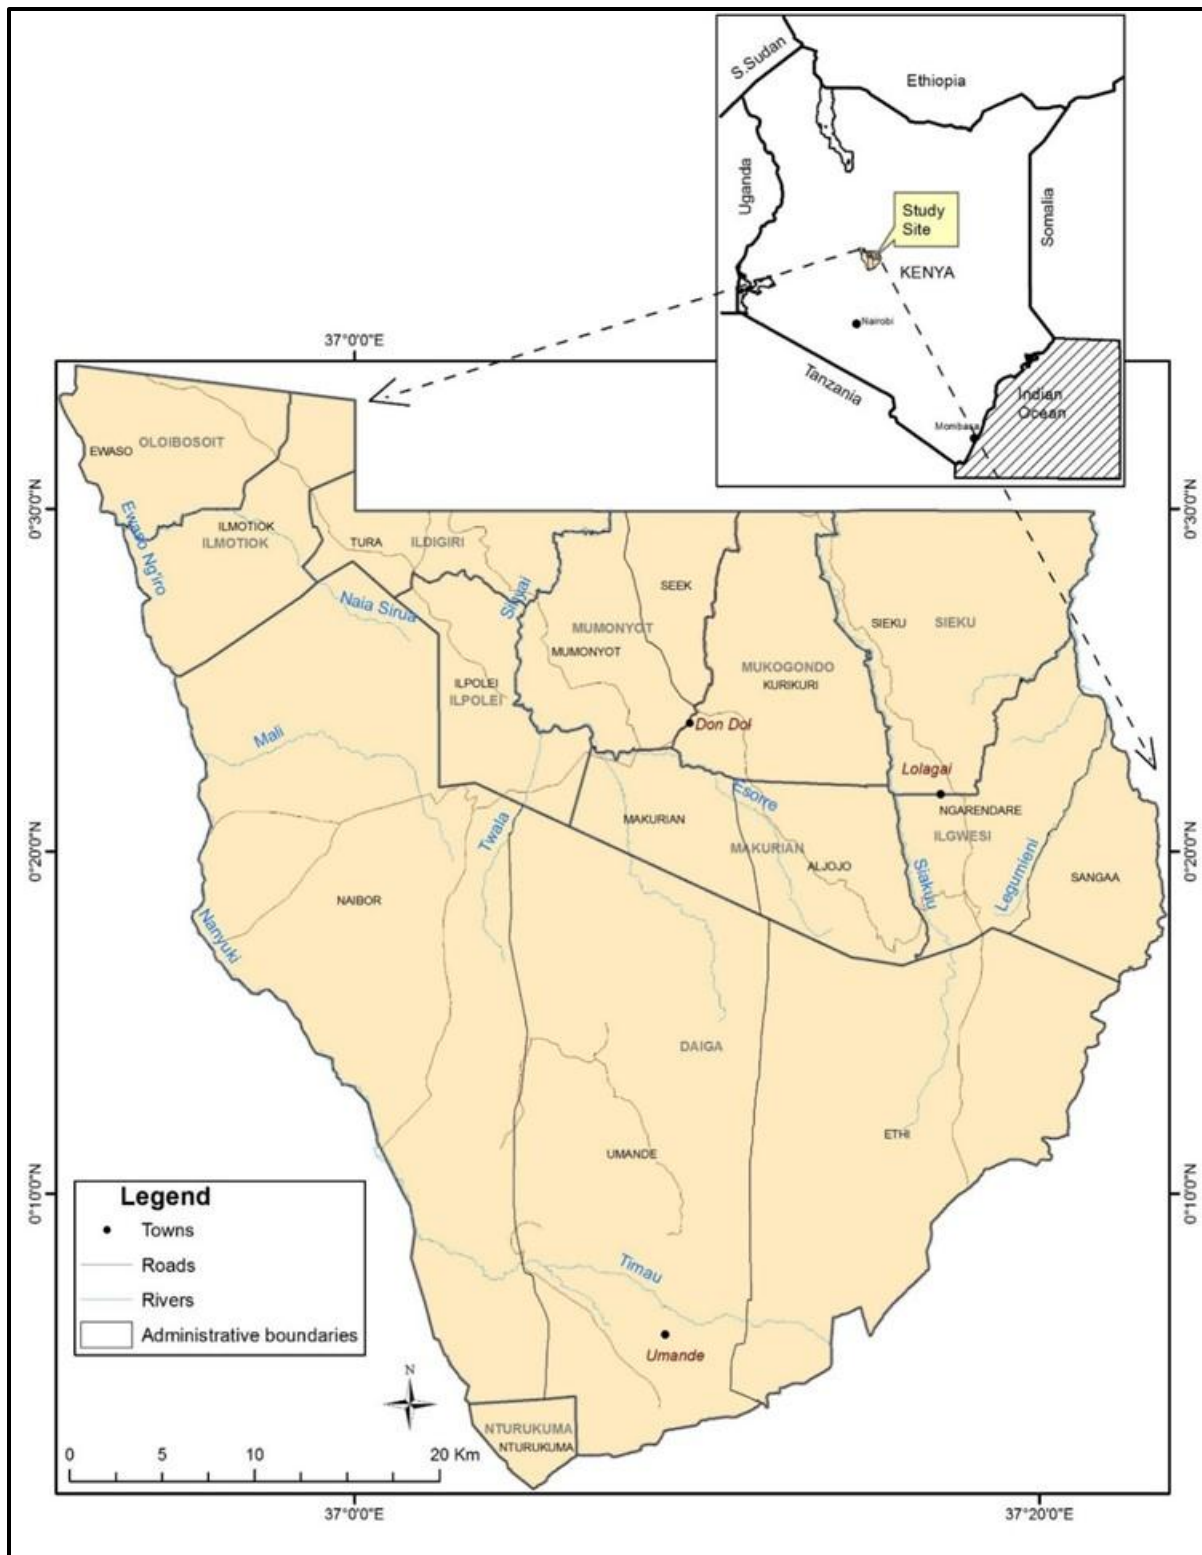 S.Sudan
Ethiopia
Uganda
Somalia
Study
Site
KENYA
Nairobi
Tanzania
Indian
Ocean
Mombasa
37°0'0"E
OLOIBOSOIT
EWASO
0°30'0"N
0°30'0"N
Ewaso Ng'iro
ILMOTIOK
ILMOTIOK
TURA
ILDIGIRI
SEEK
Naia Sirua
MUMONYOT
MUMONYOT
SIEKU
SIEKU
MUKOGONDO
KURIKURI
ILPOLEI
ILPOLEI
Don Dol
Mali
Lolagai
Esorre
NGARENDARE
MAKURIAN
Twala
ILGWESI
0°20'0"N
0°20'0"N
MAKURIAN
ALJOJO
Siakuu
Legumieni
SANGAA
NAIBOR
Nanyuki
DAIGA
ETHI
UMANDE
0°10'0"N
0°10'0"N
Legend
Towns
Roads
Rivers
Administrative boundaries
Timau
Umande
N
NTURUKUMA
NTURUKUMA
0 5 10 20 Km
37°0'0"E
37°20'0"E